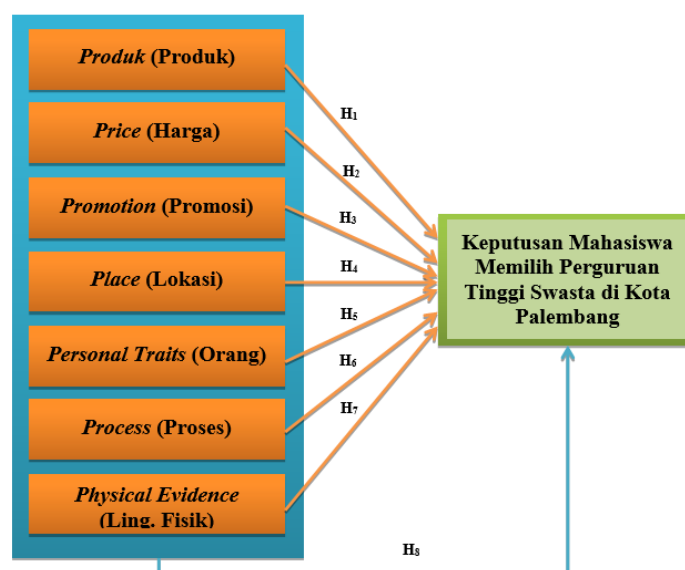 Produk (Produk)
Price (Harga)
Promotion (Promosi)
Place (Lokasi)
Personal Traits (Orang)
Process (Proses)
Physical Evidence
(Ling. Fisik)
H1
H2
H3
H4
H5
H6
H7
Keputusan Mahasiswa
Memilih Perguruan
Tinggi Swasta di Kota
Palembang
H8